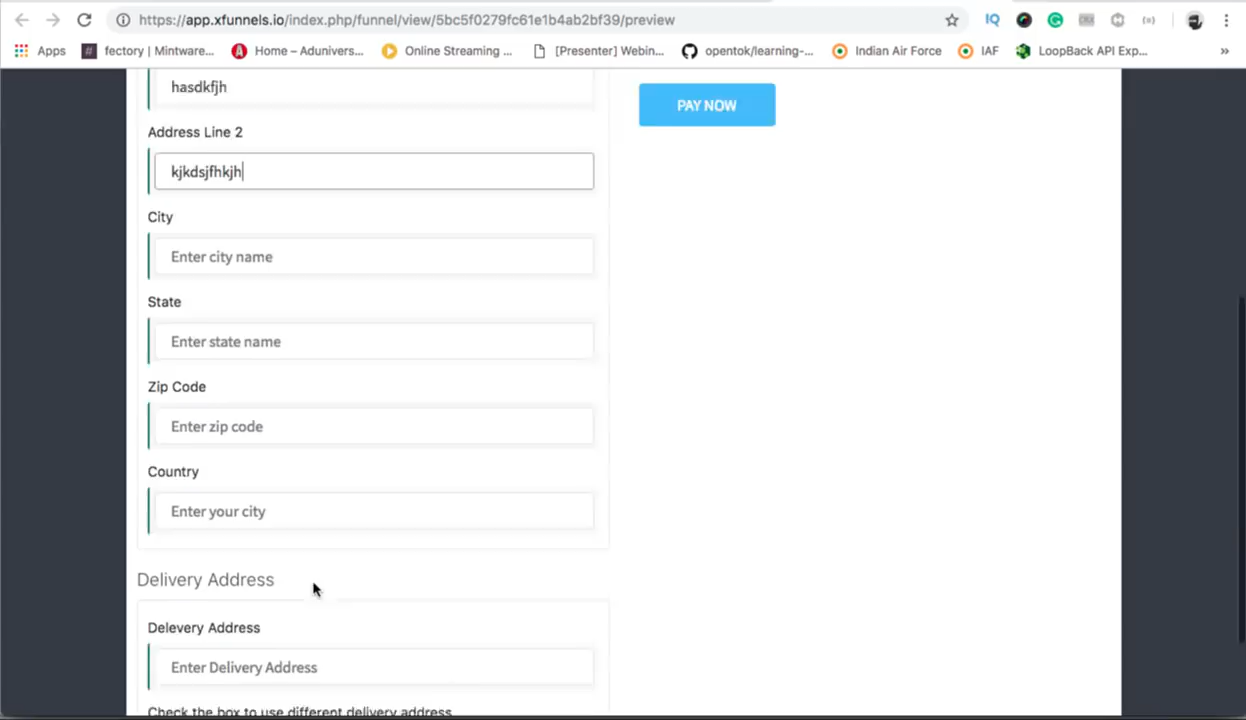 https://app.xfunnels.io/index.php/funnel/view/5bc5f0279fc61e1b4ab2bf39/preview
IQ
Apps
# fectory | Mintware...
Home – Adunivers...
Online Streaming ...
[Presenter] Webin...
opentok/learning-...
Indian Air Force
IAF
LoopBack API Exp...
»
hasdkfjh
PAY NOW
Address Line 2
kjkdsjfhkjh
City
Enter city name
State
Enter state name
Zip Code
Enter zip code
Country
Enter your city
Delivery Address
Delevery Address
Enter Delivery Address
Check the box to use different delivery address